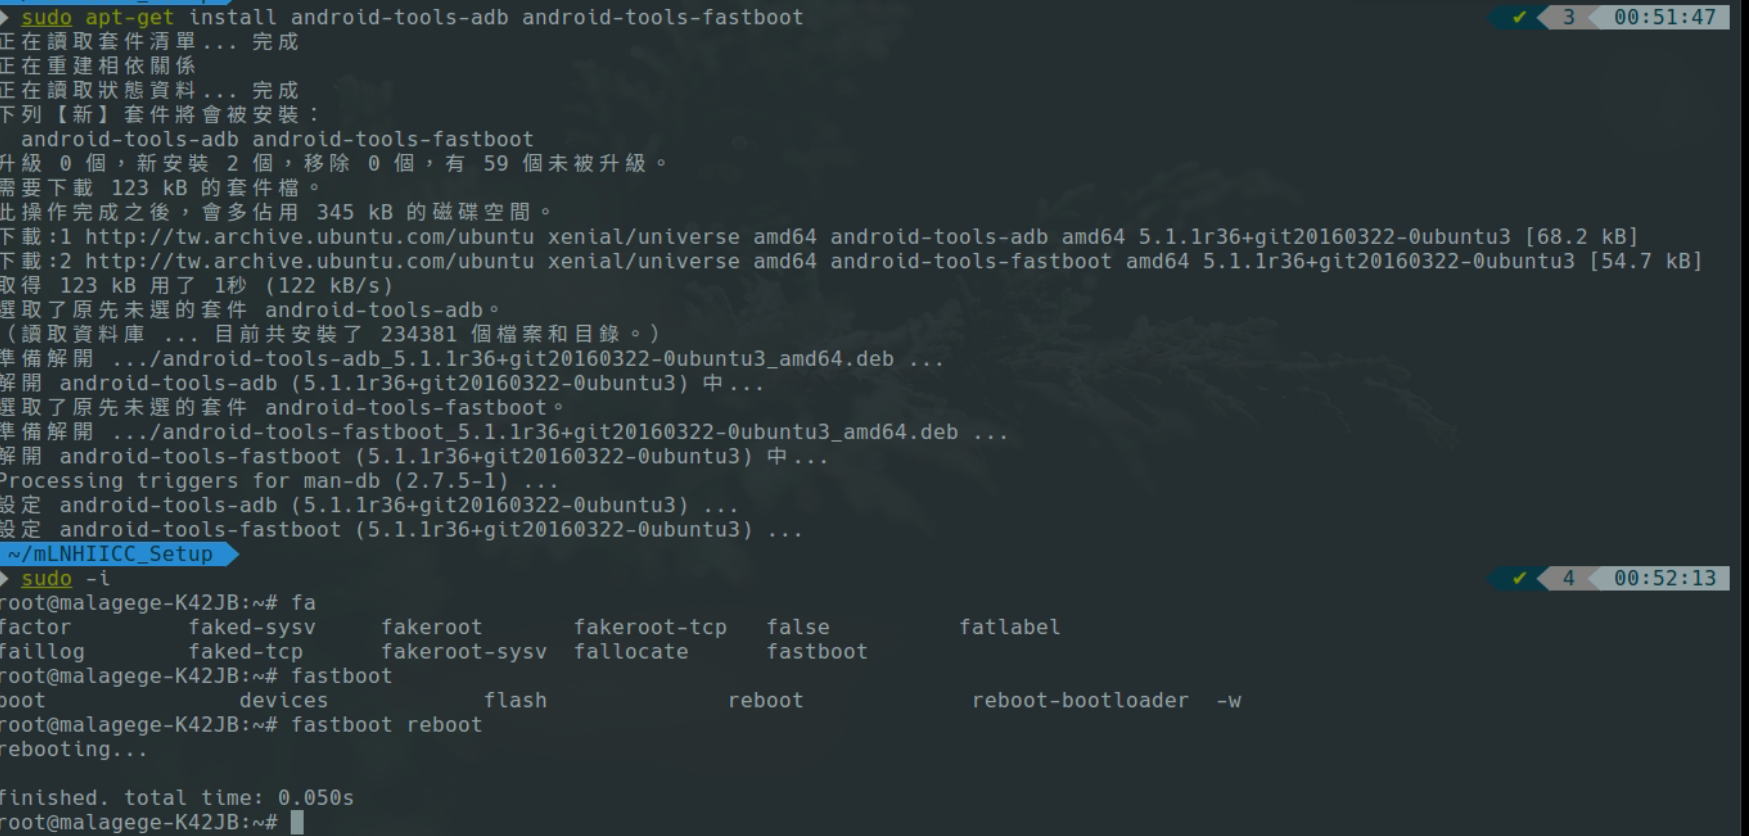 sudo apt-get install android-tools-adb android-tools-fastboot ✔ 3 00:51:47
正在讀取套件清單... 完成
正在重建相依關係
正在讀取狀態資料... 完成
下列【新】套件將會被安裝：
android-tools-adb android-tools-fastboot
升級 0 個，新安裝 2 個，移除 0 個，有 59 個未被升級。
需要下載 123 kB 的套件檔。
此操作完成之後，會多佔用 345 kB 的磁碟空間。
下載:1 http://tw.archive.ubuntu.com/ubuntu xenial/universe amd64 android-tools-adb amd64 5.1.1r36+git20160322-0ubuntu3 [68.2 kB]
下載:2 http://tw.archive.ubuntu.com/ubuntu xenial/universe amd64 android-tools-fastboot amd64 5.1.1r36+git20160322-0ubuntu3 [54.7 kB]
取得 123 kB 用了 1秒 (122 kB/s)
選取了原先未選的套件 android-tools-adb。
（讀取資料庫 ... 目前共安裝了 234381 個檔案和目錄。）
準備解開 .../android-tools-adb_5.1.1r36+git20160322-0ubuntu3_amd64.deb ...
解開 android-tools-adb (5.1.1r36+git20160322-0ubuntu3) 中...
選取了原先未選的套件 android-tools-fastboot。
準備解開 .../android-tools-fastboot_5.1.1r36+git20160322-0ubuntu3_amd64.deb ...
解開 android-tools-fastboot (5.1.1r36+git20160322-0ubuntu3) 中...
Processing triggers for man-db (2.7.5-1) ...
設定 android-tools-adb (5.1.1r36+git20160322-0ubuntu3) ...
設定 android-tools-fastboot (5.1.1r36+git20160322-0ubuntu3) ...
~/mLNHIICC_Setup
sudo -i ✔ 4 00:52:13
root@malagege-K42JB:~# fa
factor faked-sysv fakeroot fakeroot-tcp false fatlabel
faillog faked-tcp fakeroot-sysv fallocate fastboot
root@malagege-K42JB:~# fastboot
boot devices flash reboot reboot-bootloader -w
root@malagege-K42JB:~# fastboot reboot
rebooting...
finished. total time: 0.050s
root@malagege-K42JB:~#